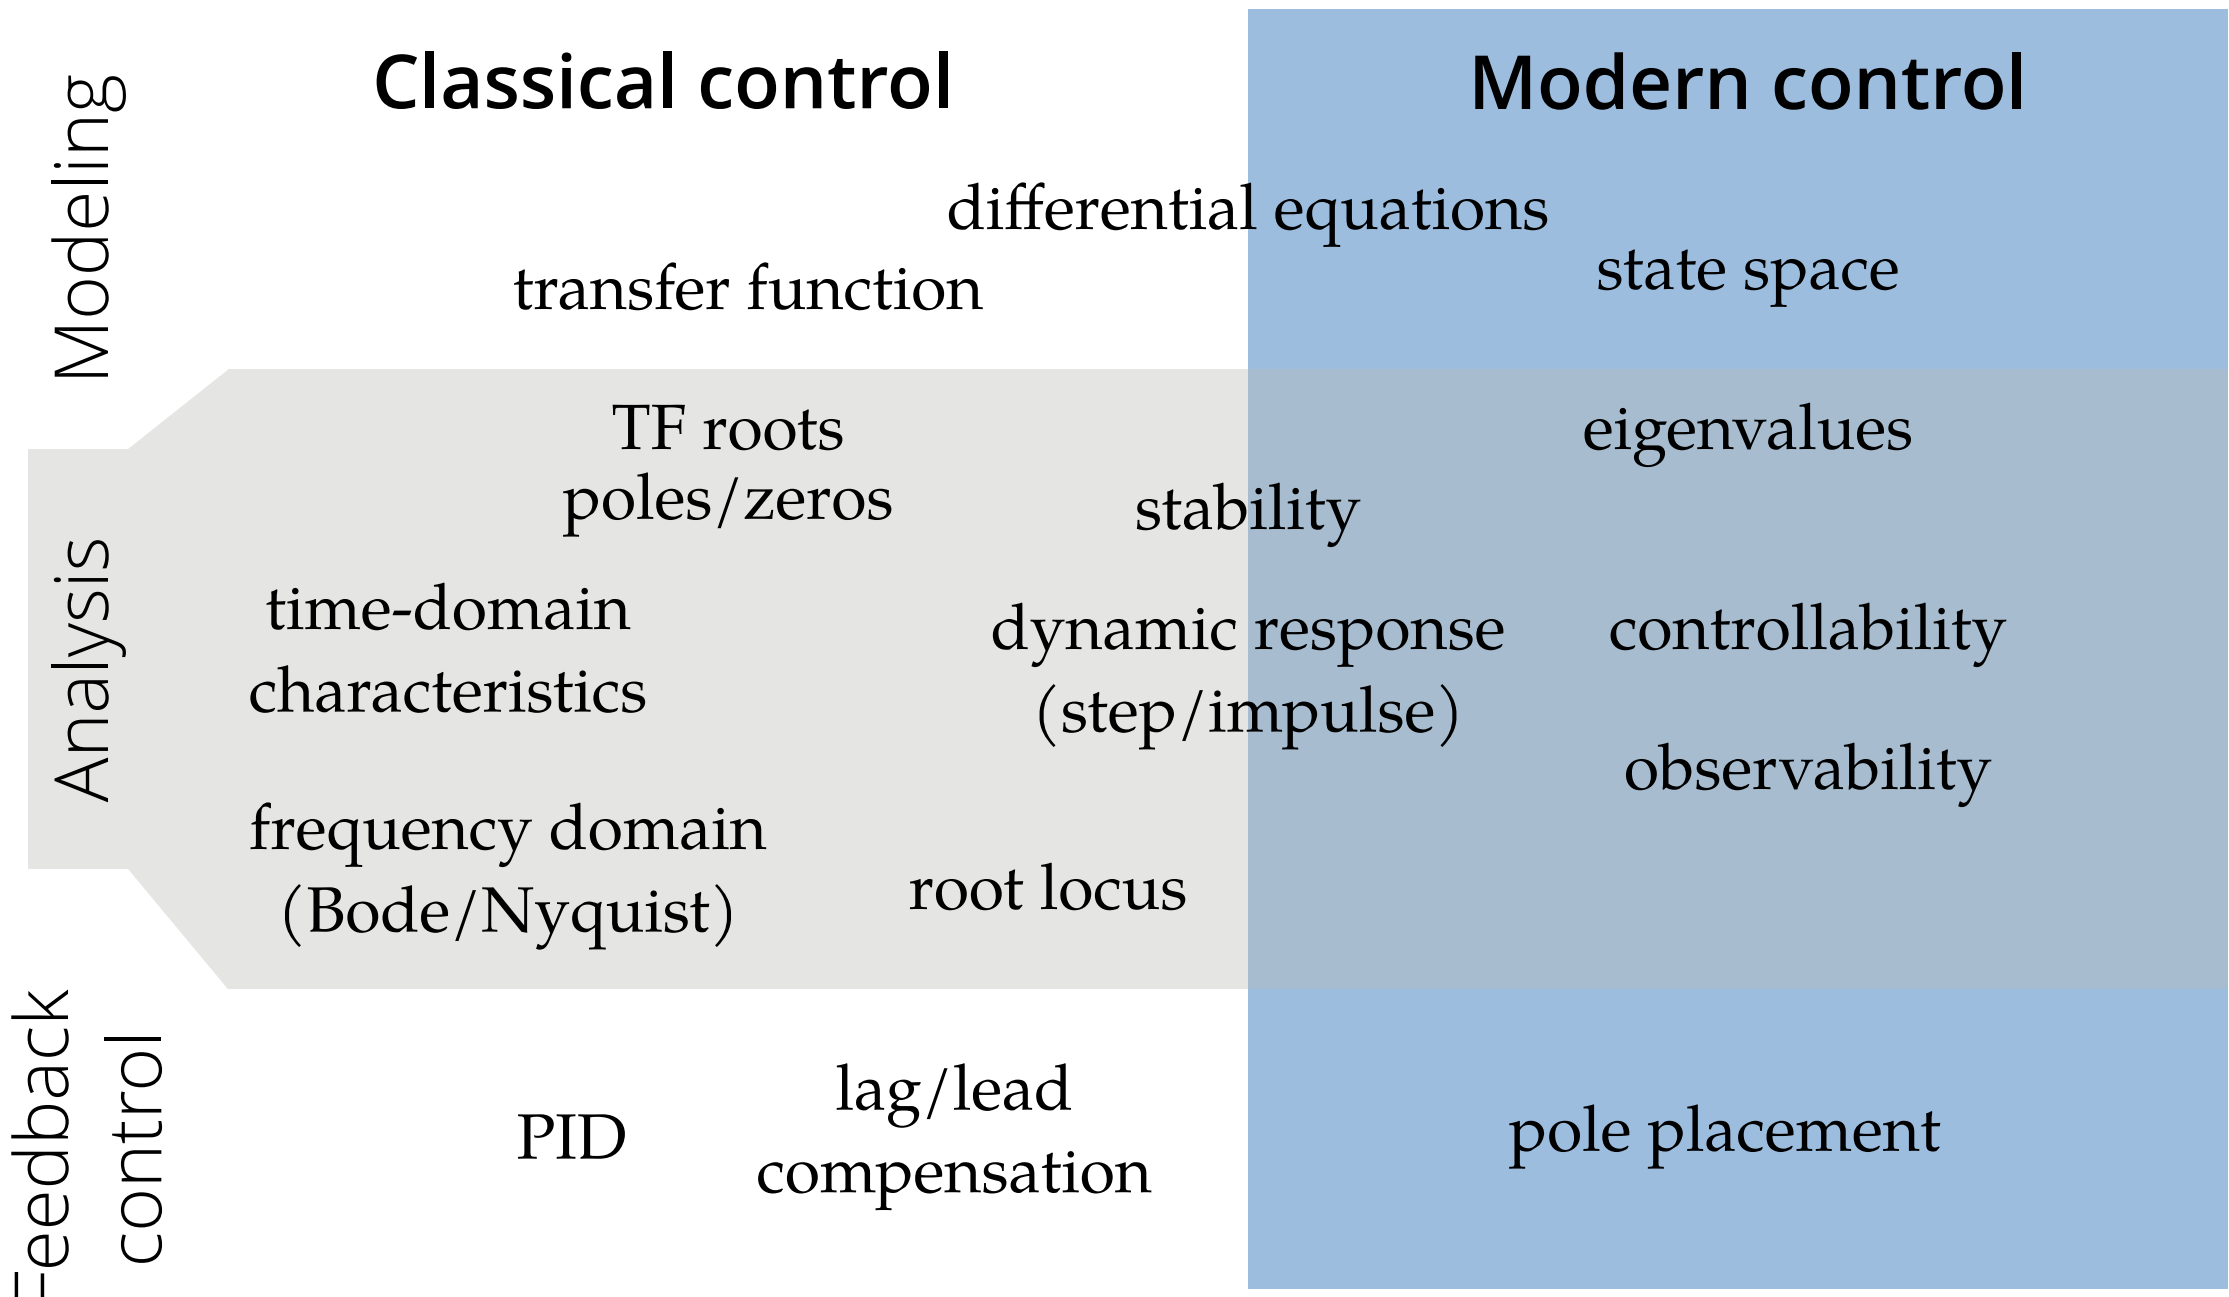 Classical control
Modern control
Modeling
differential equations
state space
transfer function
Analysis
TF roots
poles/zeros
eigenvalues
stability
time-domain
characteristics
dynamic response
(step/impulse)
controllability
observability
frequency domain
(Bode/Nyquist)
root locus
Feedback
control
PID
lag/lead
compensation
pole placement